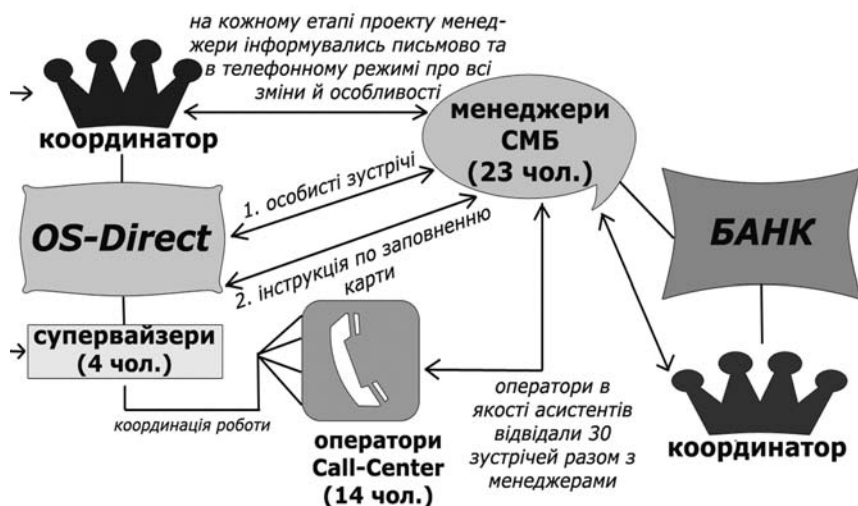 на кожному етапі проекту менед-
жери інформувались письмово та
в телефонному режимі про всі
зміни й особливості
координатор
менеджери
СМБ
(23 чол.)
1. особисті зустрічі
OS-Direct
2. інструкція по заповненню
карти
БАНК
супервайзери
(4 чол.)
координація роботи
оператори
Call-Center
(14 чол.)
оператори в
якості асистентів
відвідали 30
зустрічей разом з
менеджерами
координатор